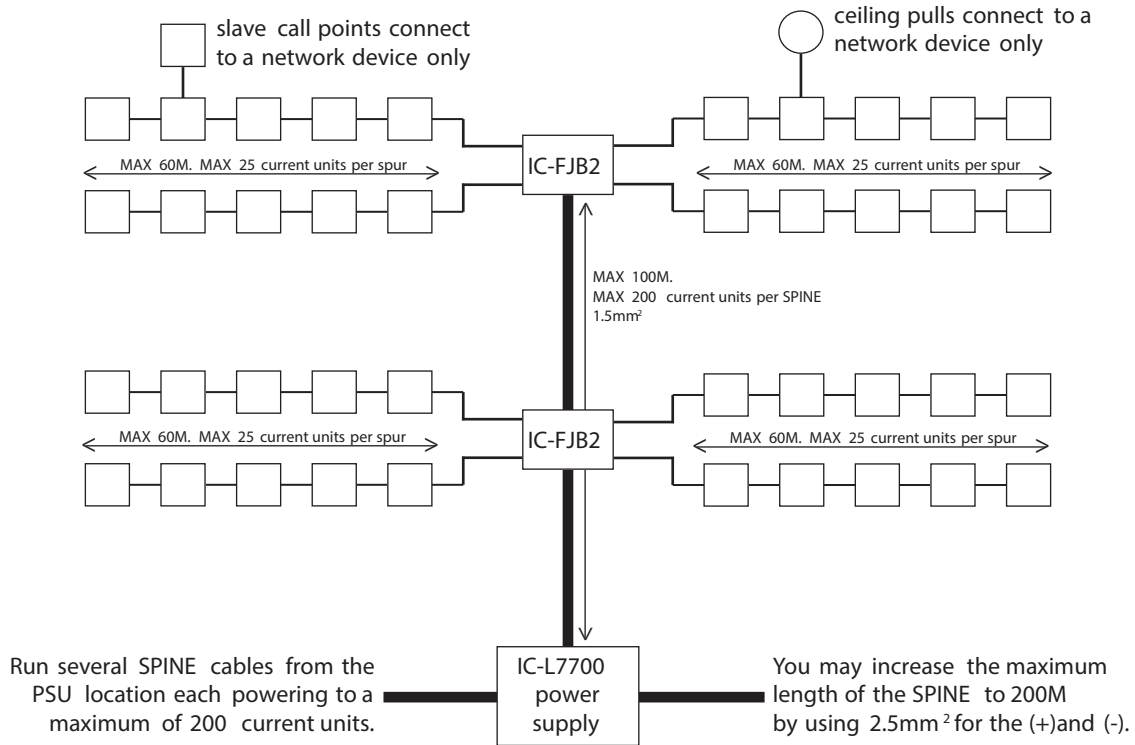 slave call points connect
to a network device only
ceiling pulls connect to a
network device only
IC-FJB2
MAX 60M. MAX 25 current units per spur
MAX 60M. MAX 25 current units per spur
MAX 100M.
MAX 200 current units per SPINE
1.5mm²
IC-FJB2
MAX 60M. MAX 25 current units per spur
MAX 60M. MAX 25 current units per spur
Run several SPINE cables from the
PSU location each powering to a
maximum of 200 current units.
IC-L7700
power
supply
You may increase the maximum
length of the SPINE to 200M
by using 2.5mm² for the (+)and (-).